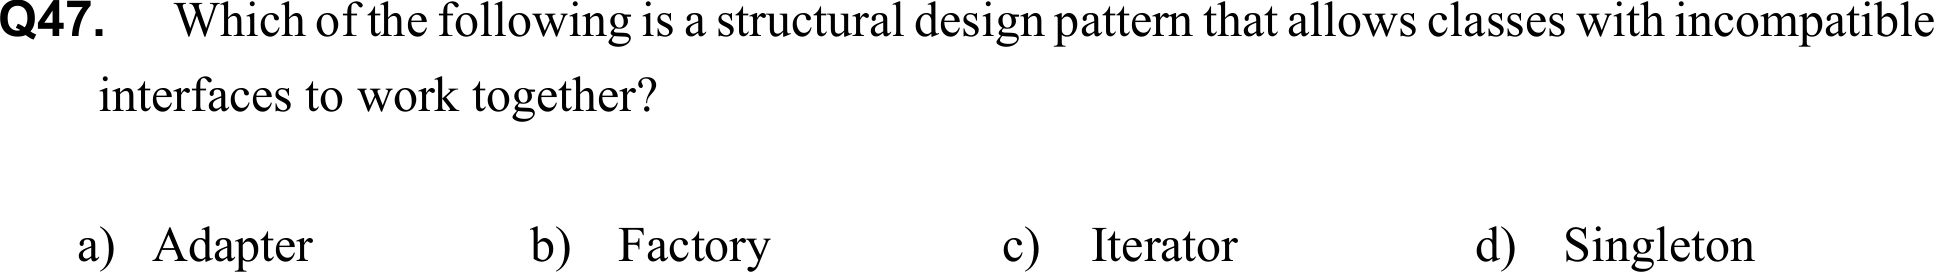 Q47. Which of the following is a structural design pattern that allows classes with incompatible
interfaces to work together?
a) Adapter b) Factory c) Iterator d) Singleton